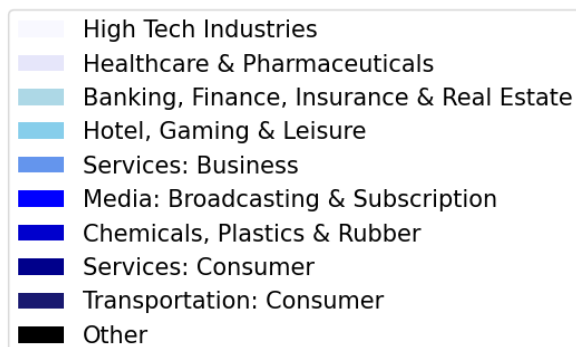 High Tech Industries
Healthcare & Pharmaceuticals
Banking, Finance, Insurance & Real Estate
Hotel, Gaming & Leisure
Services: Business
Media: Broadcasting & Subscription
Chemicals, Plastics & Rubber
Services: Consumer
Transportation: Consumer
Other